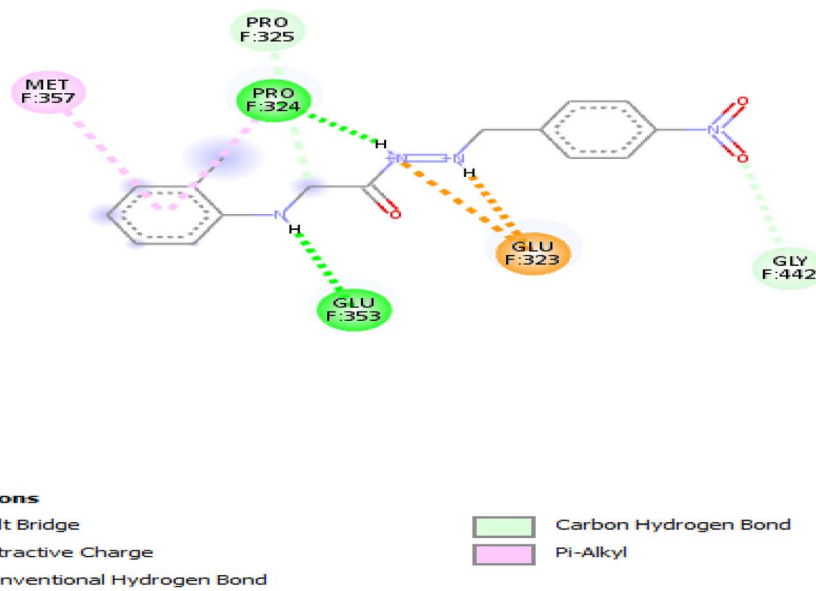 PRO
F:325
MET
F:357
PRO
F:324
H
N
N
H
N
O
O
N
H
O
GLU
F:323
GLY
F:442
GLU
F:353
ons
lt Bridge
tractive Charge
nventional Hydrogen Bond
Carbon Hydrogen Bond
Pi-Alkyl